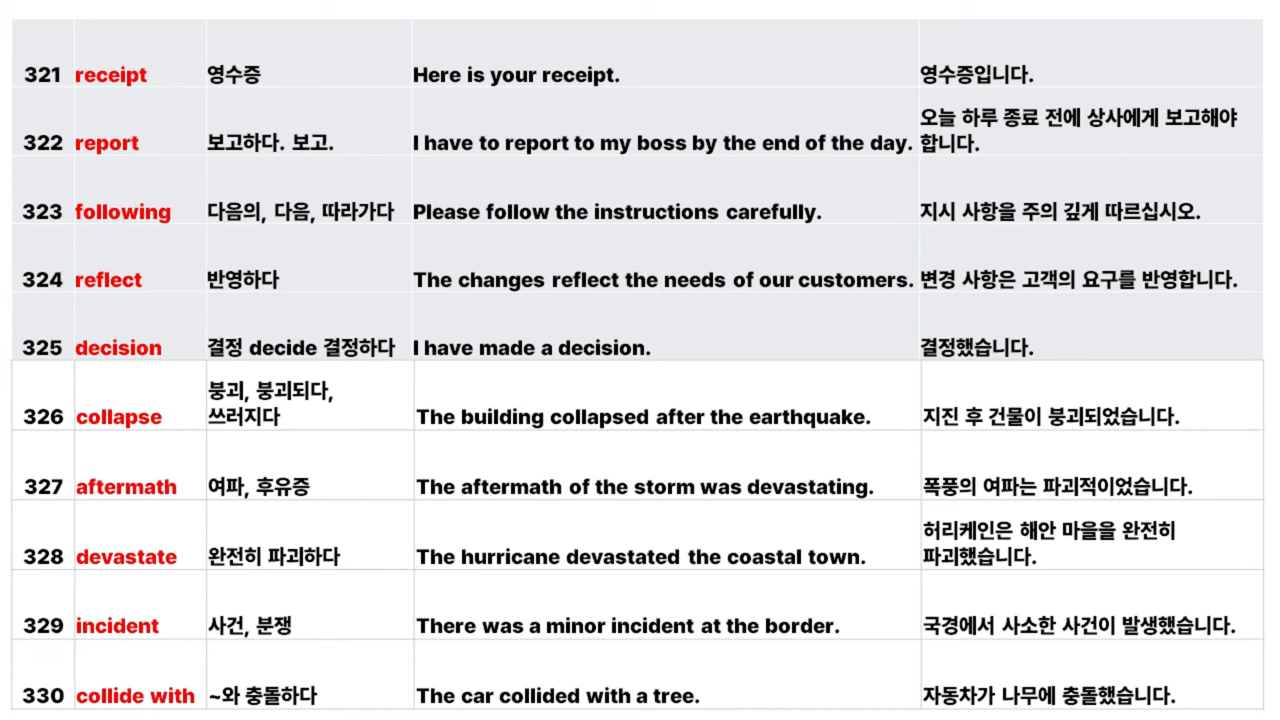 321 receipt 영수증 Here is your receipt. 영수증입니다.
322 report 보고하다. 보고. I have to report to my boss by the end of the day. 오늘 하루 종료 전에 상사에게 보고해야
합니다.
323 following 다음의, 다음, 따라가다 Please follow the instructions carefully. 지시 사항을 주의 깊게 따르십시오.
324 reflect 반영하다 The changes reflect the needs of our customers. 변경 사항은 고객의 요구를 반영합니다.
325 decision 결정 decide 결정하다 I have made a decision. 결정했습니다.
326 collapse 붕괴, 붕괴되다,
쓰러지다 The building collapsed after the earthquake. 지진 후 건물이 붕괴되었습니다.
327 aftermath 여파, 후유증 The aftermath of the storm was devastating. 폭풍의 여파는 파괴적이었습니다.
328 devastate 완전히 파괴하다 The hurricane devastated the coastal town. 허리케인은 해안 마을을 완전히
파괴했습니다.
329 incident 사건, 분쟁 There was a minor incident at the border. 국경에서 사소한 사건이 발생했습니다.
330 collide with ~와 충돌하다 The car collided with a tree. 자동차가 나무에 충돌했습니다.